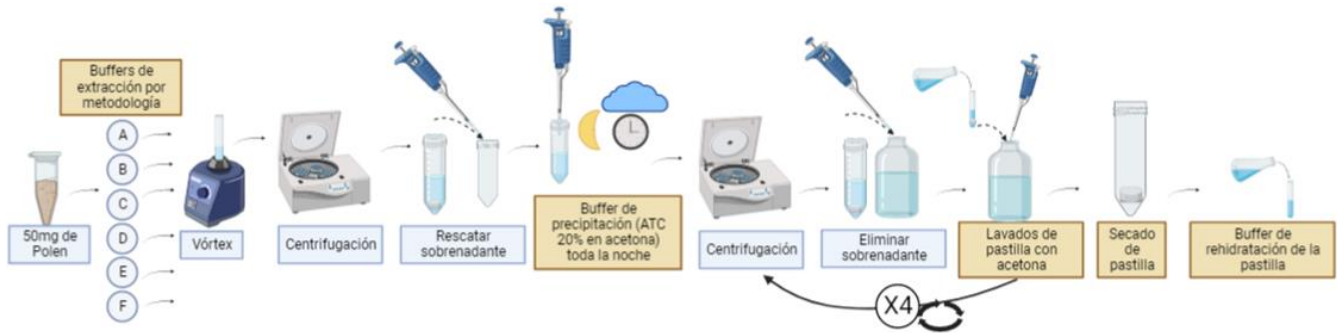 Buffers de
extracción por
metodología
A
B
C
D
E
F
50mg de
Polen
Vórtex
Centrifugación
Rescatar
sobrenadante
Buffer de
precipitación (ATC
20% en acetona)
toda la noche
Centrifugación
Eliminar
sobrenadante
Lavados de
pastilla con
acetona
Secado
de
pastilla
Buffer de
rehidratación de la
pastilla
X4